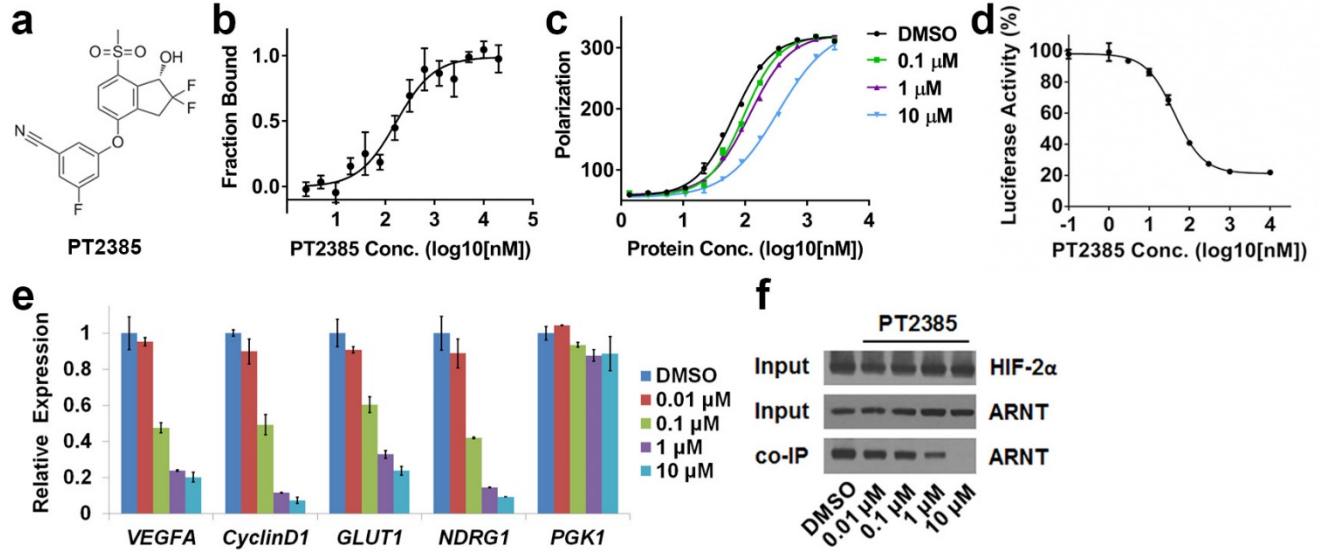 a
O
S
O
OH
F
F
N
O
F
PT2385
b
Fraction Bound
1.0
0.5
0.0
1 2 3 4 5
PT2385 Conc. (log10[nM])
c
Polarization
300
200
100
0 1 2 3 4
Protein Conc. (log10[nM])
DMSO
0.1 μM
1 μM
10 μM
d
Luciferase Activity (%)
100
80
60
40
20
0
-1 0 1 2 3 4
PT2385 Conc. (log10[nM])
e
Relative Expression
1
0.8
0.6
0.4
0.2
0
VEGFA CyclinD1 GLUT1 NDRG1 PGK1
DMSO
0.01 μM
0.1 μM
1 μM
10 μM
f
PT2385
Input HIF-2α
Input ARNT
co-IP ARNT
DMSO
0.01 μM
0.1 μM
1 μM
10 μM